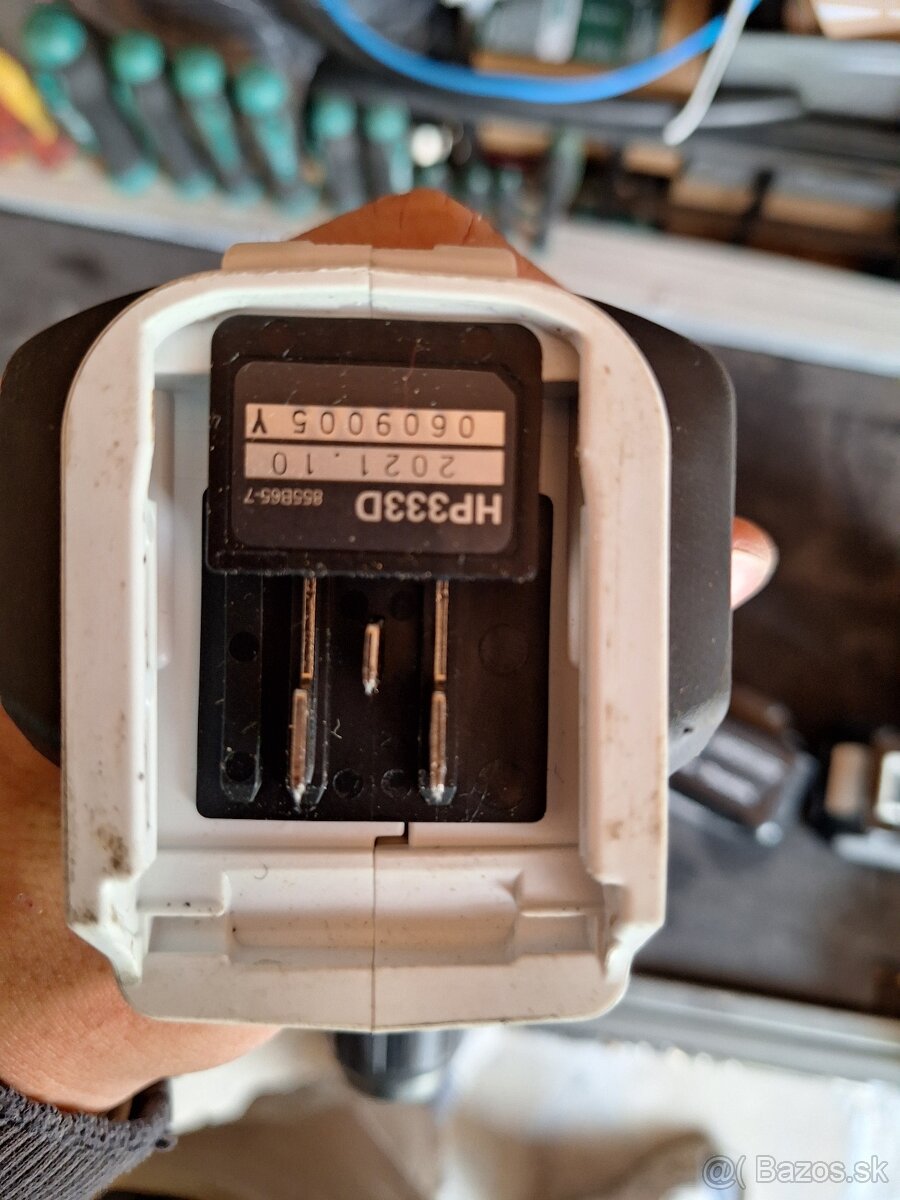 HP333D 855B65-7
2021.10
0609005 Y
@( Bazos.sk